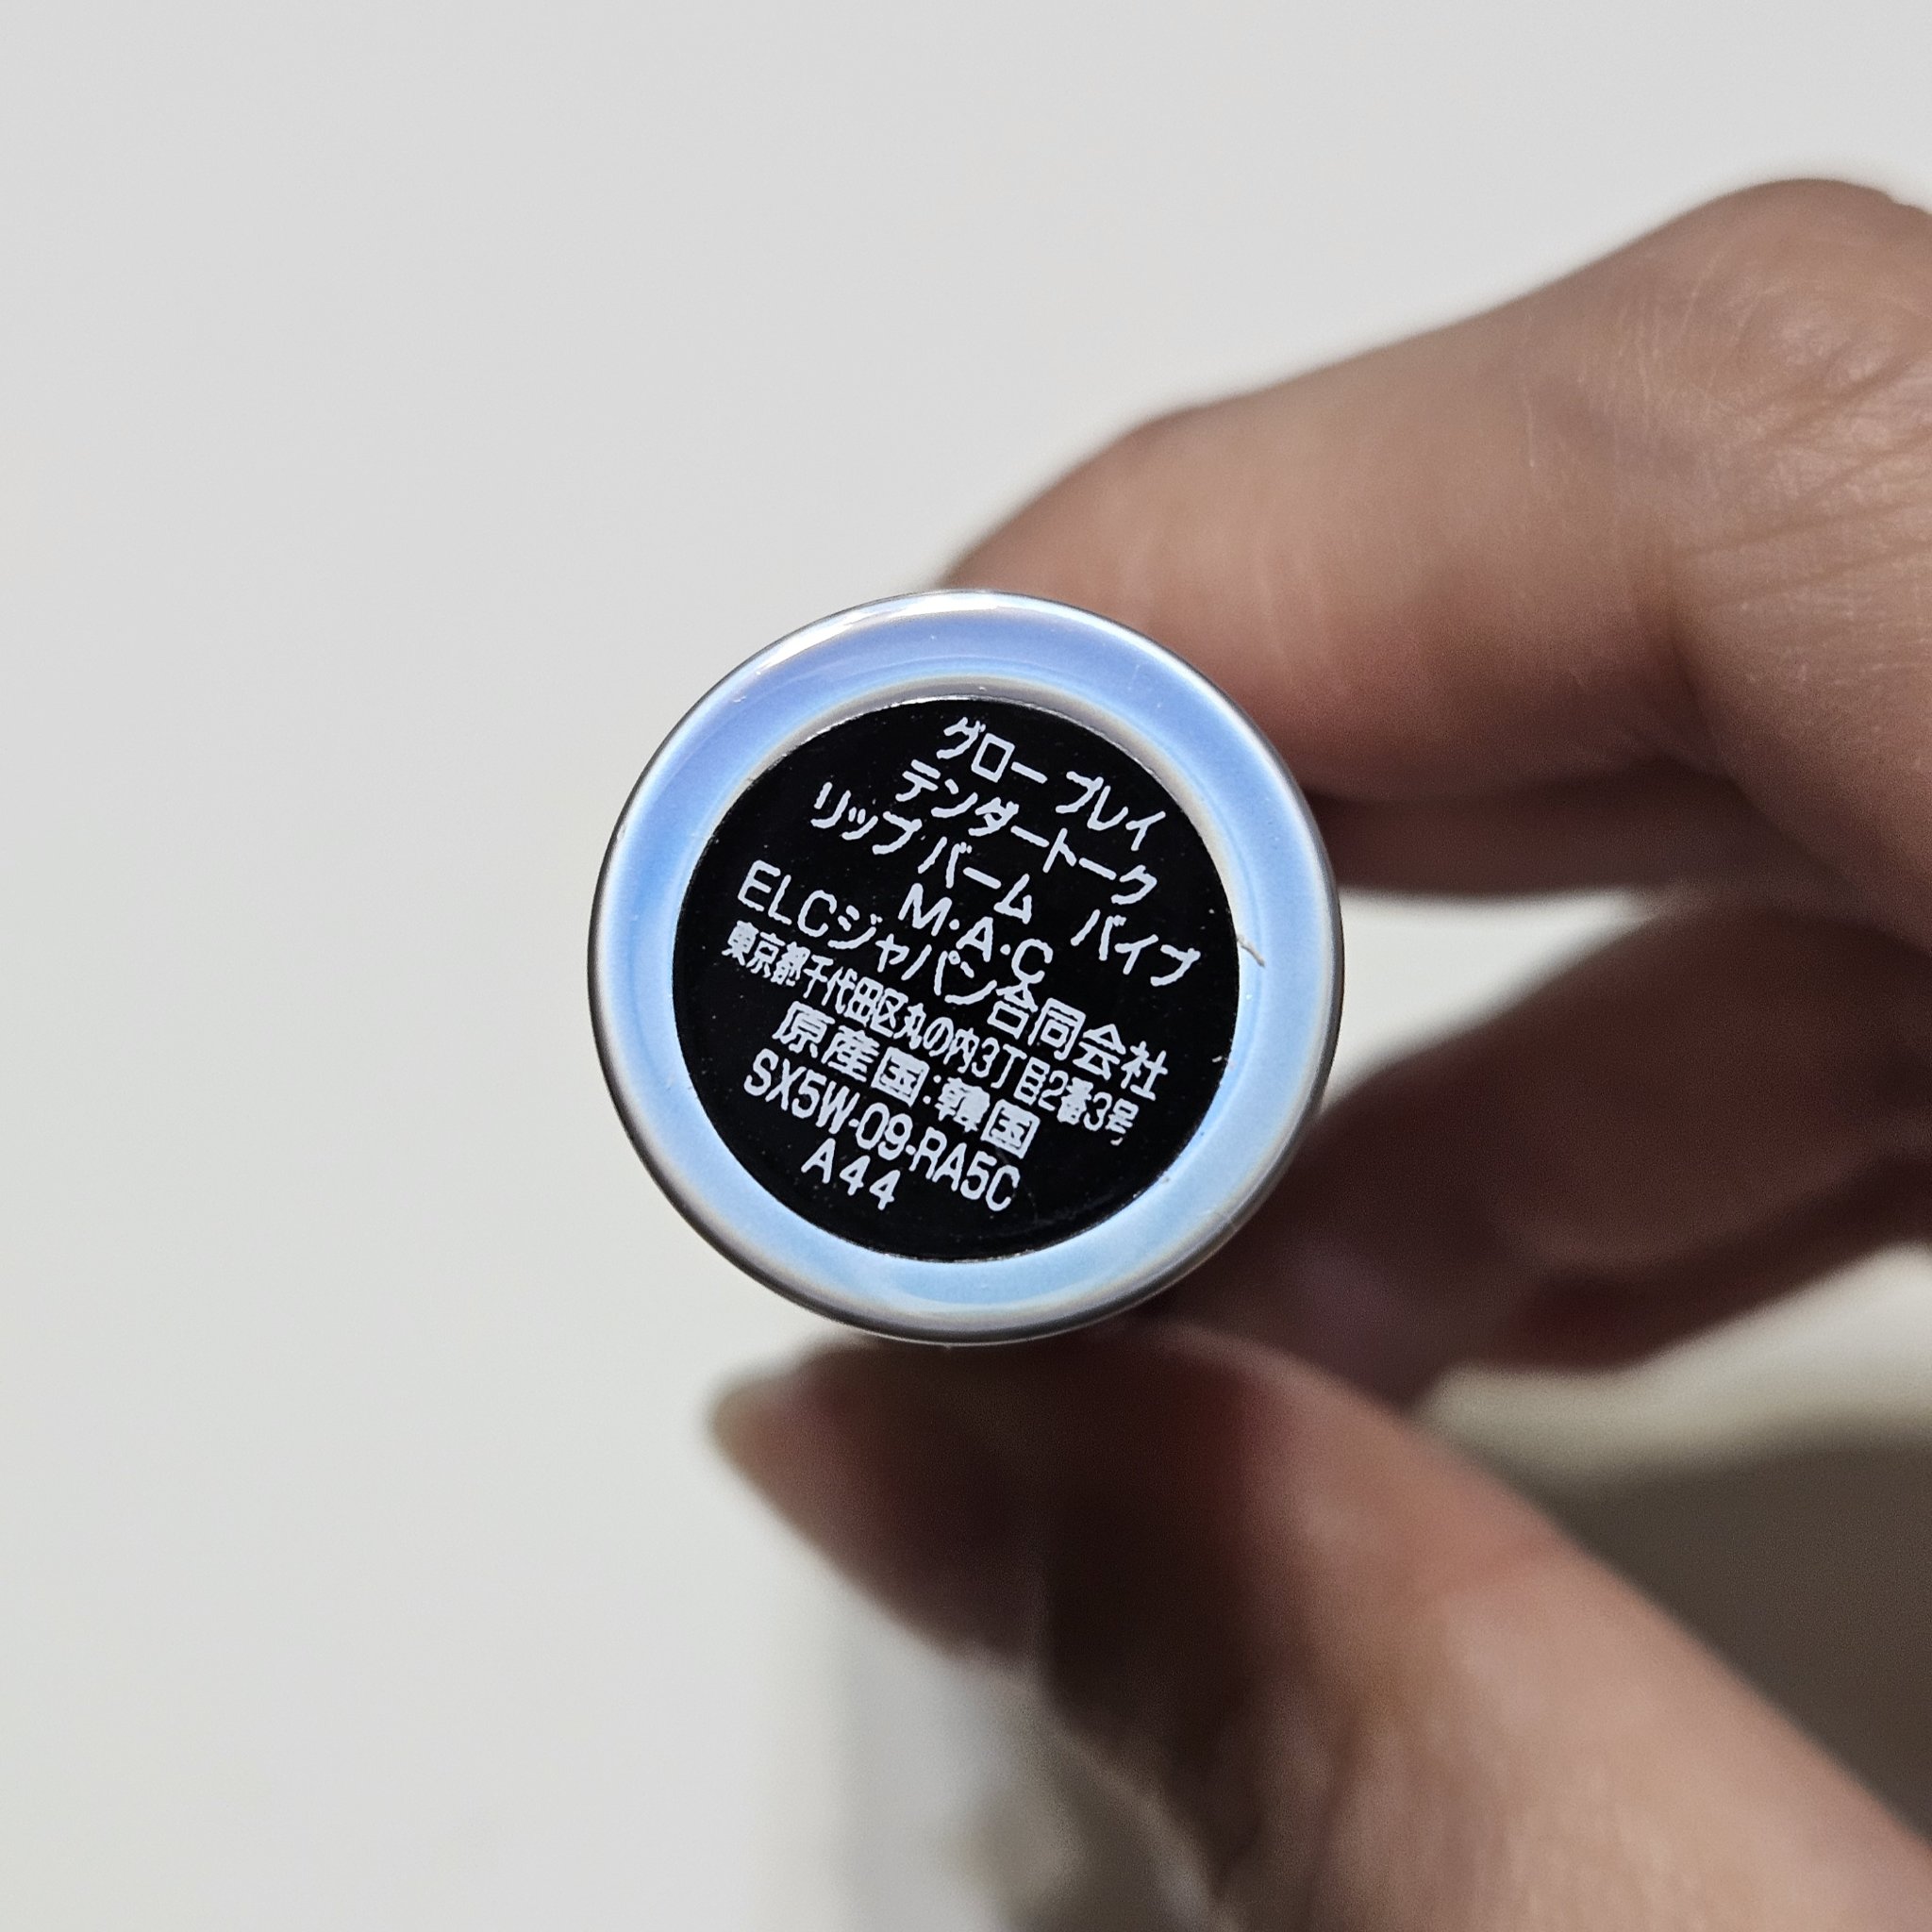 グロー プレイ
テンダートーク
リップ バーム バイブ
M·A·C
ELCジャパン合同会社
東京都千代田区丸の内3丁目2番3号
原産国:韓国
SX5W-09-RA5C
A44